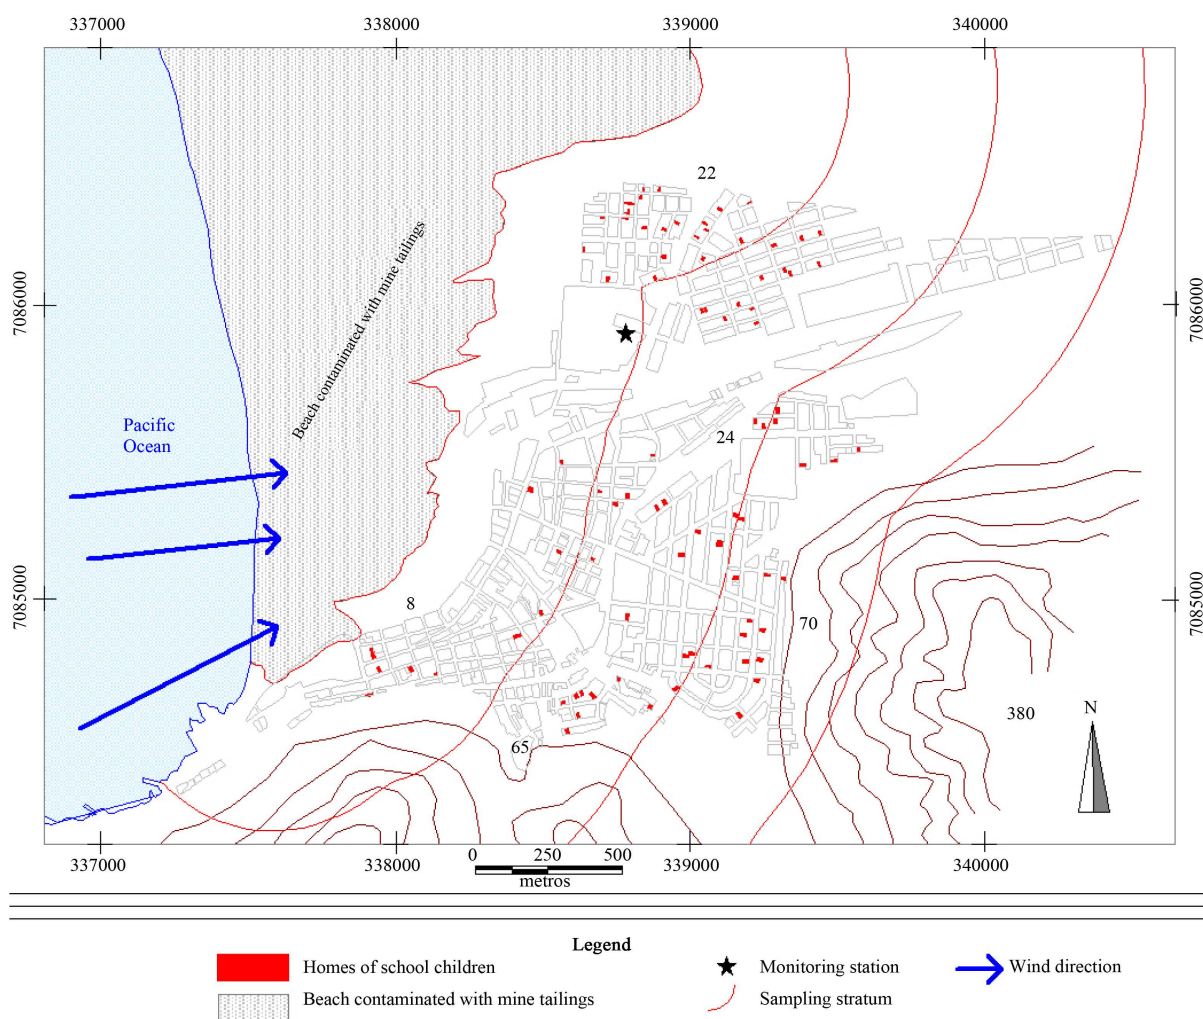 337000
338000
339000
340000
22
7086000
7086000
Beach contaminated with mine tailings
Pacific
Ocean
24
7085000
7085000
8
70
65
380
N
337000
338000
339000
340000
0
250
500
metros
Legend
Homes of school children
Monitoring station
Wind direction
Beach contaminated with mine tailings
Sampling stratum